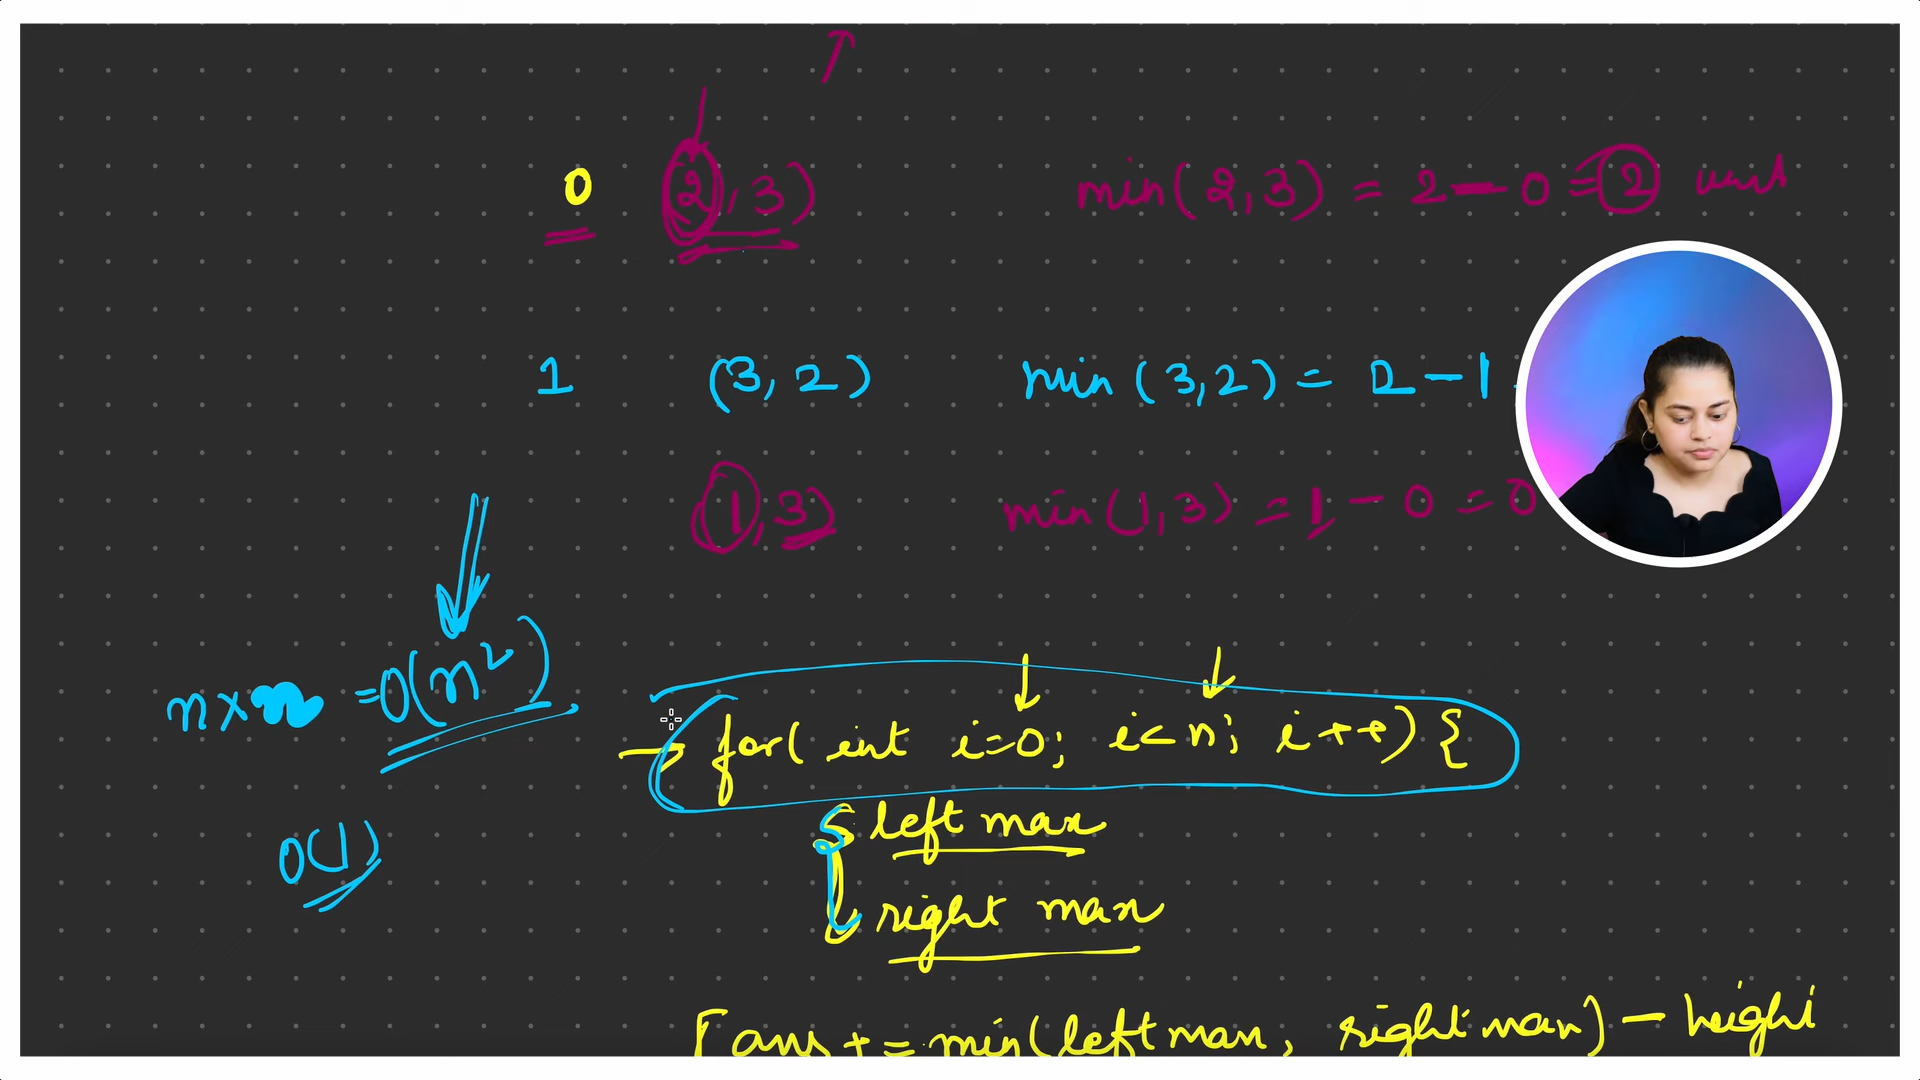 0 (2, 3) min(2, 3) = 2 - 0 = 2 unit
1 (3, 2) min(3,2) = 2 - 1
(1, 3) min(1, 3) = 1 - 0 = 0
n x n = O(n²)
for( int i=0; i<n; i++) {
O(1)
left max
right max
ans += min(left max, right max) - height